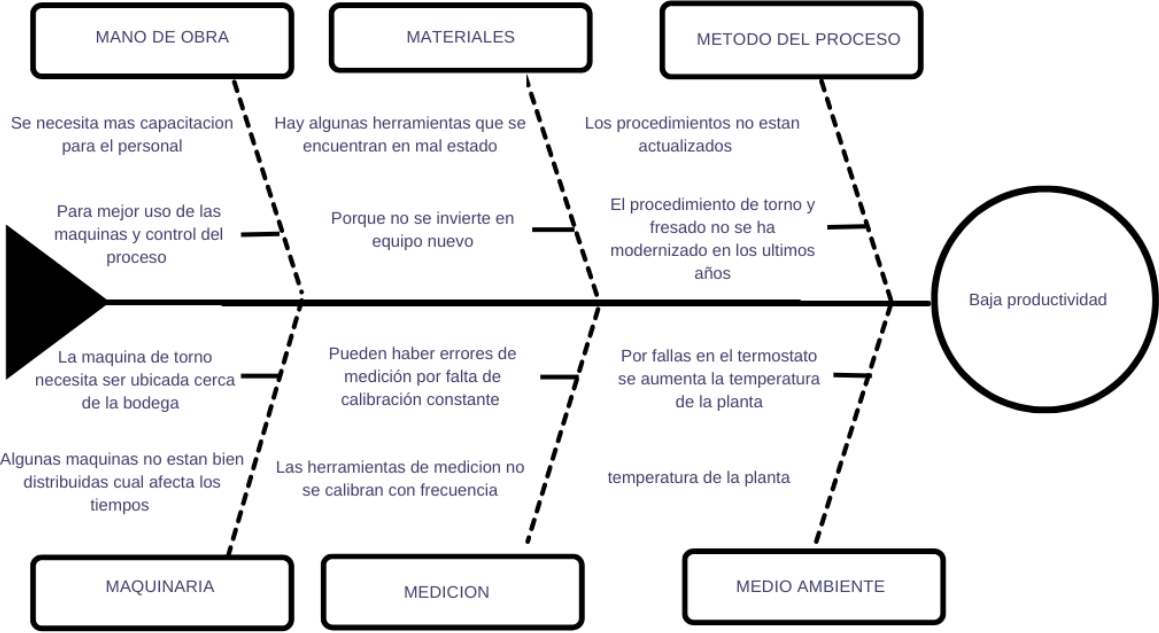 MANO DE OBRA
MATERIALES
METODO DEL PROCESO
Se necesita mas capacitacion
para el personal
Hay algunas herramientas que se
encuentran en mal estado
Los procedimientos no estan
actualizados
Para mejor uso de las
maquinas y control del
proceso
Porque no se invierte en
equipo nuevo
El procedimiento de torno y
fresado no se ha
modernizado en los ultimos
años
Baja productividad
La maquina de torno
necesita ser ubicada cerca
de la bodega
Pueden haber errores de
medición por falta de
calibración constante
Por fallas en el termostato
se aumenta la temperatura
de la planta
Algunas maquinas no estan bien
distribuidas cual afecta los
tiempos
Las herramientas de medicion no
se calibran con frecuencia
temperatura de la planta
MAQUINARIA
MEDICION
MEDIO AMBIENTE